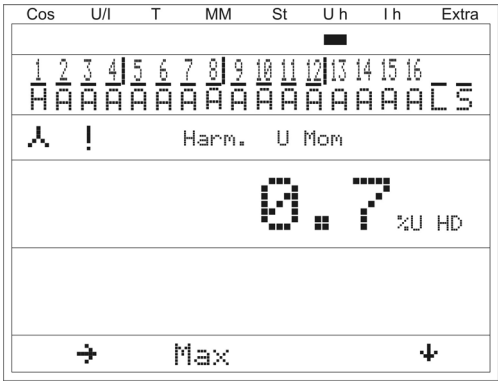 Cos U/I T MM St U h I h Extra
1 2 3 4 5 6 7 8 9 10 11 12 13 14 15 16
A A A A A A A A A A A A A A A A L S
! Harm. U Mom
0.7 %U HD
→ Max ↓